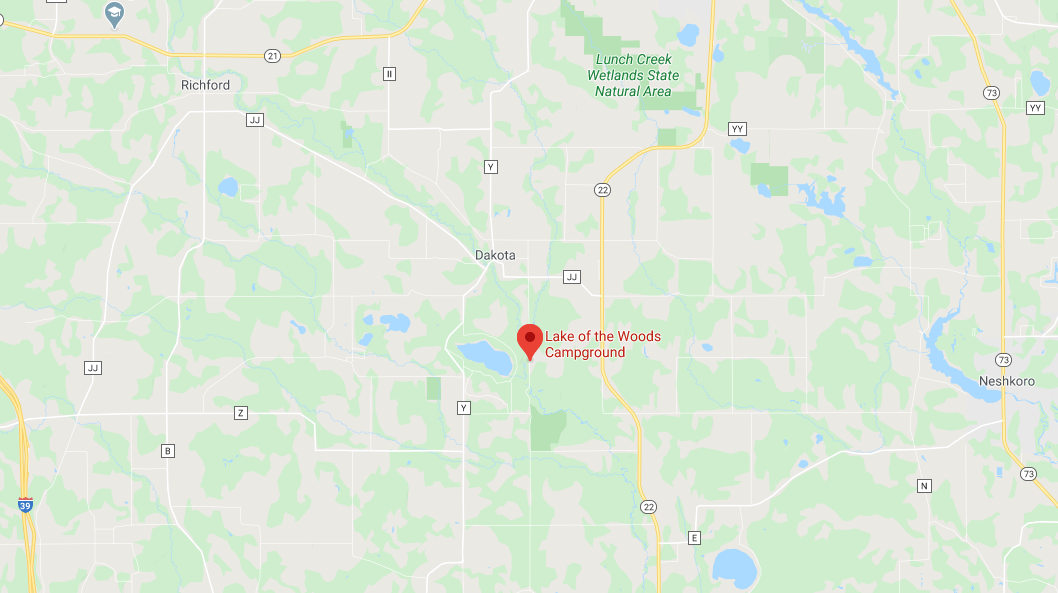 21
II
Richford
JJ
Lunch Creek
Wetlands State
Natural Area
73
YY
YY
Y
22
Dakota
JJ
Lake of the Woods
Campground
JJ
73
Neshkoro
Z
Y
B
73
N
39
22
E